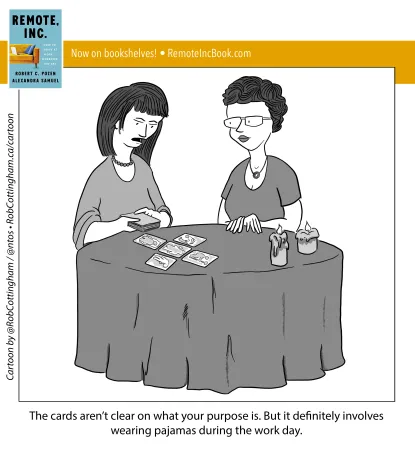 REMOTE,
INC.
ROBERT C. POZEN
ALEXANDRA SAMUEL
Now on bookshelves! • RemoteIncBook.com
Cartoon by @RobCottingham / @ntos • RobCottingham.ca/cartoon
The cards aren't clear on what your purpose is. But it definitely involves
wearing pajamas during the work day.